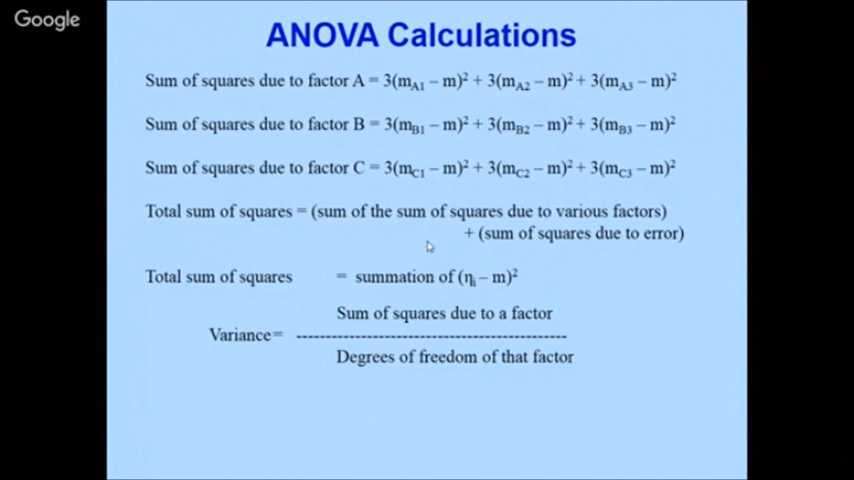 Google
ANOVA Calculations
Sum of squares due to factor A = 3(mA1 – m)² + 3(mA2 – m)² + 3(mA3 – m)²
Sum of squares due to factor B = 3(mB1 – m)² + 3(mB2 – m)² + 3(mB3 – m)²
Sum of squares due to factor C = 3(mC1 – m)² + 3(mC2 – m)² + 3(mC3 – m)²
Total sum of squares = (sum of the sum of squares due to various factors)
+ (sum of squares due to error)
Total sum of squares = summation of (ηi – m)²
Sum of squares due to a factor
Variance = ------------------------------------------------
Degrees of freedom of that factor